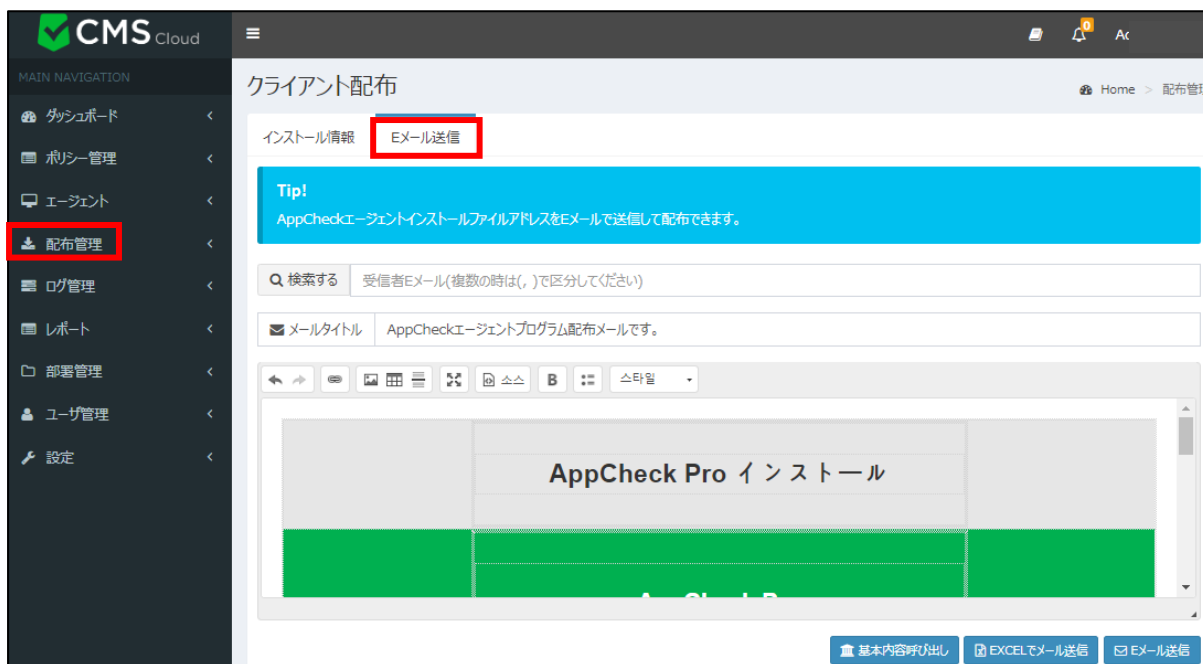 CMS Cloud
0
Ac
MAIN NAVIGATION
ダッシュボード
ポリシー管理
エージェント
配布管理
ログ管理
レポート
部署管理
ユーザ管理
設定
クライアント配布
Home > 配布管理
インストール情報 Eメール送信
Tip!
AppCheckエージェントインストールファイルアドレスをEメールで送信して配布できます。
検索する 受信者Eメール(複数の時は(, )で区分してください)
メールタイトル AppCheckエージェントプログラム配布メールです。
소스 B 스타일
AppCheck Pro インストール
基本内容呼び出し EXCELでメール送信 Eメール送信